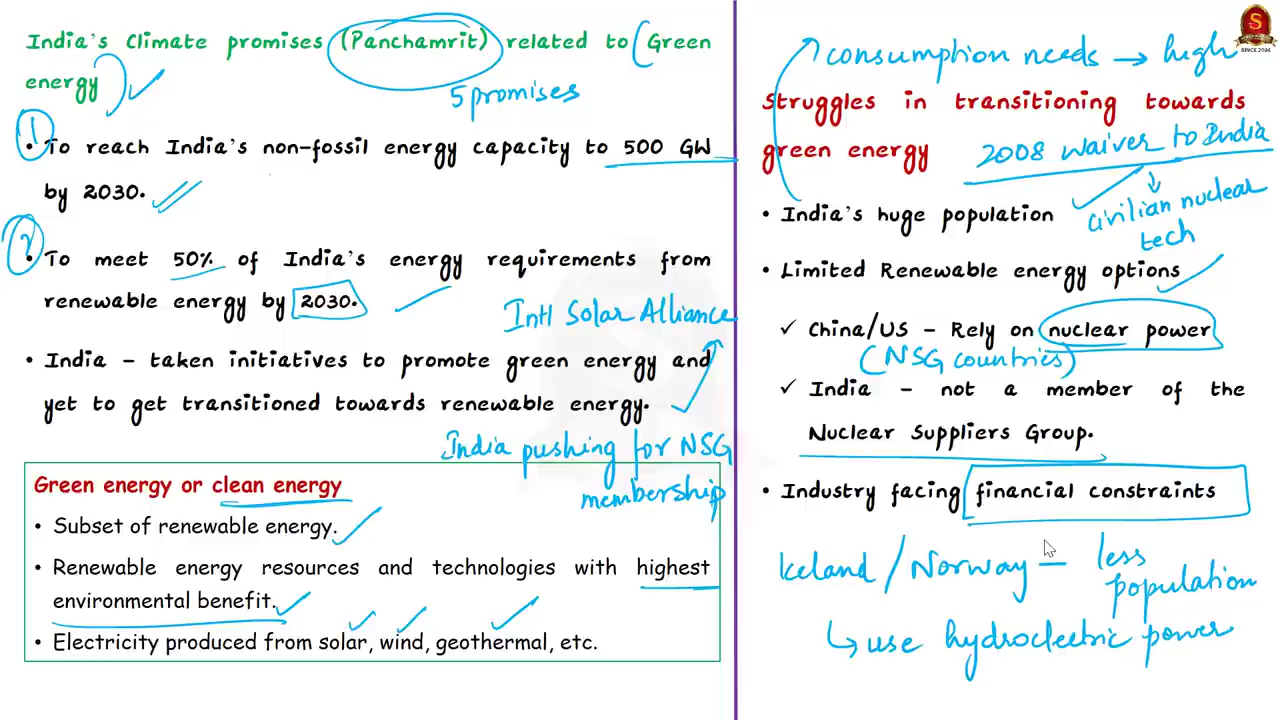 India's Climate promises (Panchamrit) related to Green
energy
5 promises
1
• To reach India's non-fossil energy capacity to 500 GW
by 2030.
2
• To meet 50% of India's energy requirements from
renewable energy by 2030.
Intl Solar Alliance
• India - taken initiatives to promote green energy and
yet to get transitioned towards renewable energy.
India pushing for NSG
membership
Green energy or clean energy
• Subset of renewable energy.
• Renewable energy resources and technologies with highest
environmental benefit.
• Electricity produced from solar, wind, geothermal, etc.
S
SINCE 2004
consumption needs → high
Struggles in transitioning towards
green energy
2008 waiver to India
civilian nuclear
tech
• India's huge population
• Limited Renewable energy options
✓ China/US - Rely on nuclear power
(NSG countries)
✓ India - not a member of the
Nuclear Suppliers Group.
• Industry facing financial constraints
Iceland / Norway - less
population
↳ use hydroelectric power